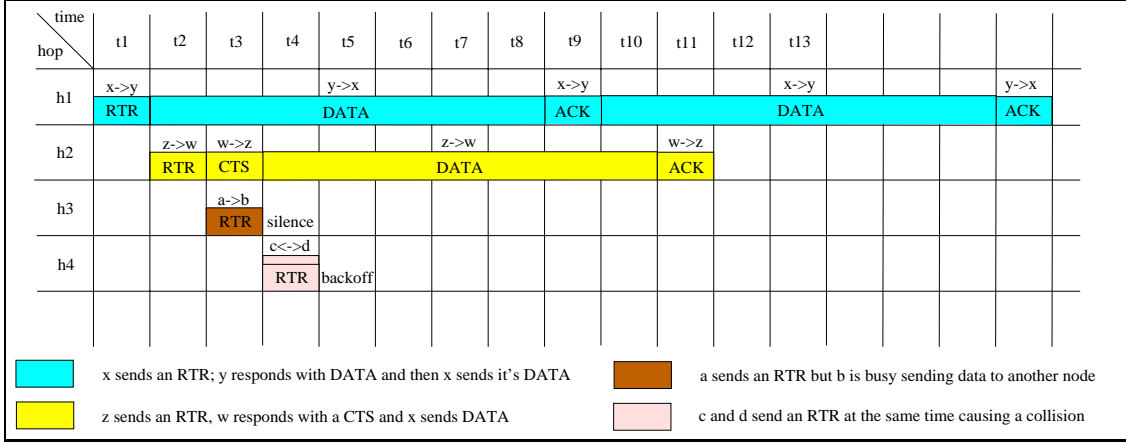 time
hop
t1 t2 t3 t4 t5 t6 t7 t8 t9 t10 t11 t12 t13
x->y y->x x->y x->y y->x
h1
RTR DATA ACK DATA ACK
z->w w->z z->w w->z
h2
RTR CTS DATA ACK
a->b
h3
RTR silence
c<->d
h4
RTR backoff
x sends an RTR; y responds with DATA and then x sends it's DATA
a sends an RTR but b is busy sending data to another node
z sends an RTR, w responds with a CTS and x sends DATA
c and d send an RTR at the same time causing a collision